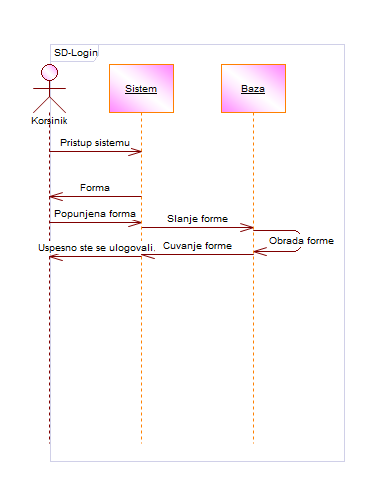 SD-Login
Sistem
Baza
Korsinik
Pristup sistemu
Forma
Popunjena forma
Slanje forme
Obrada forme
Cuvanje forme
Uspesno ste se ulogovali.